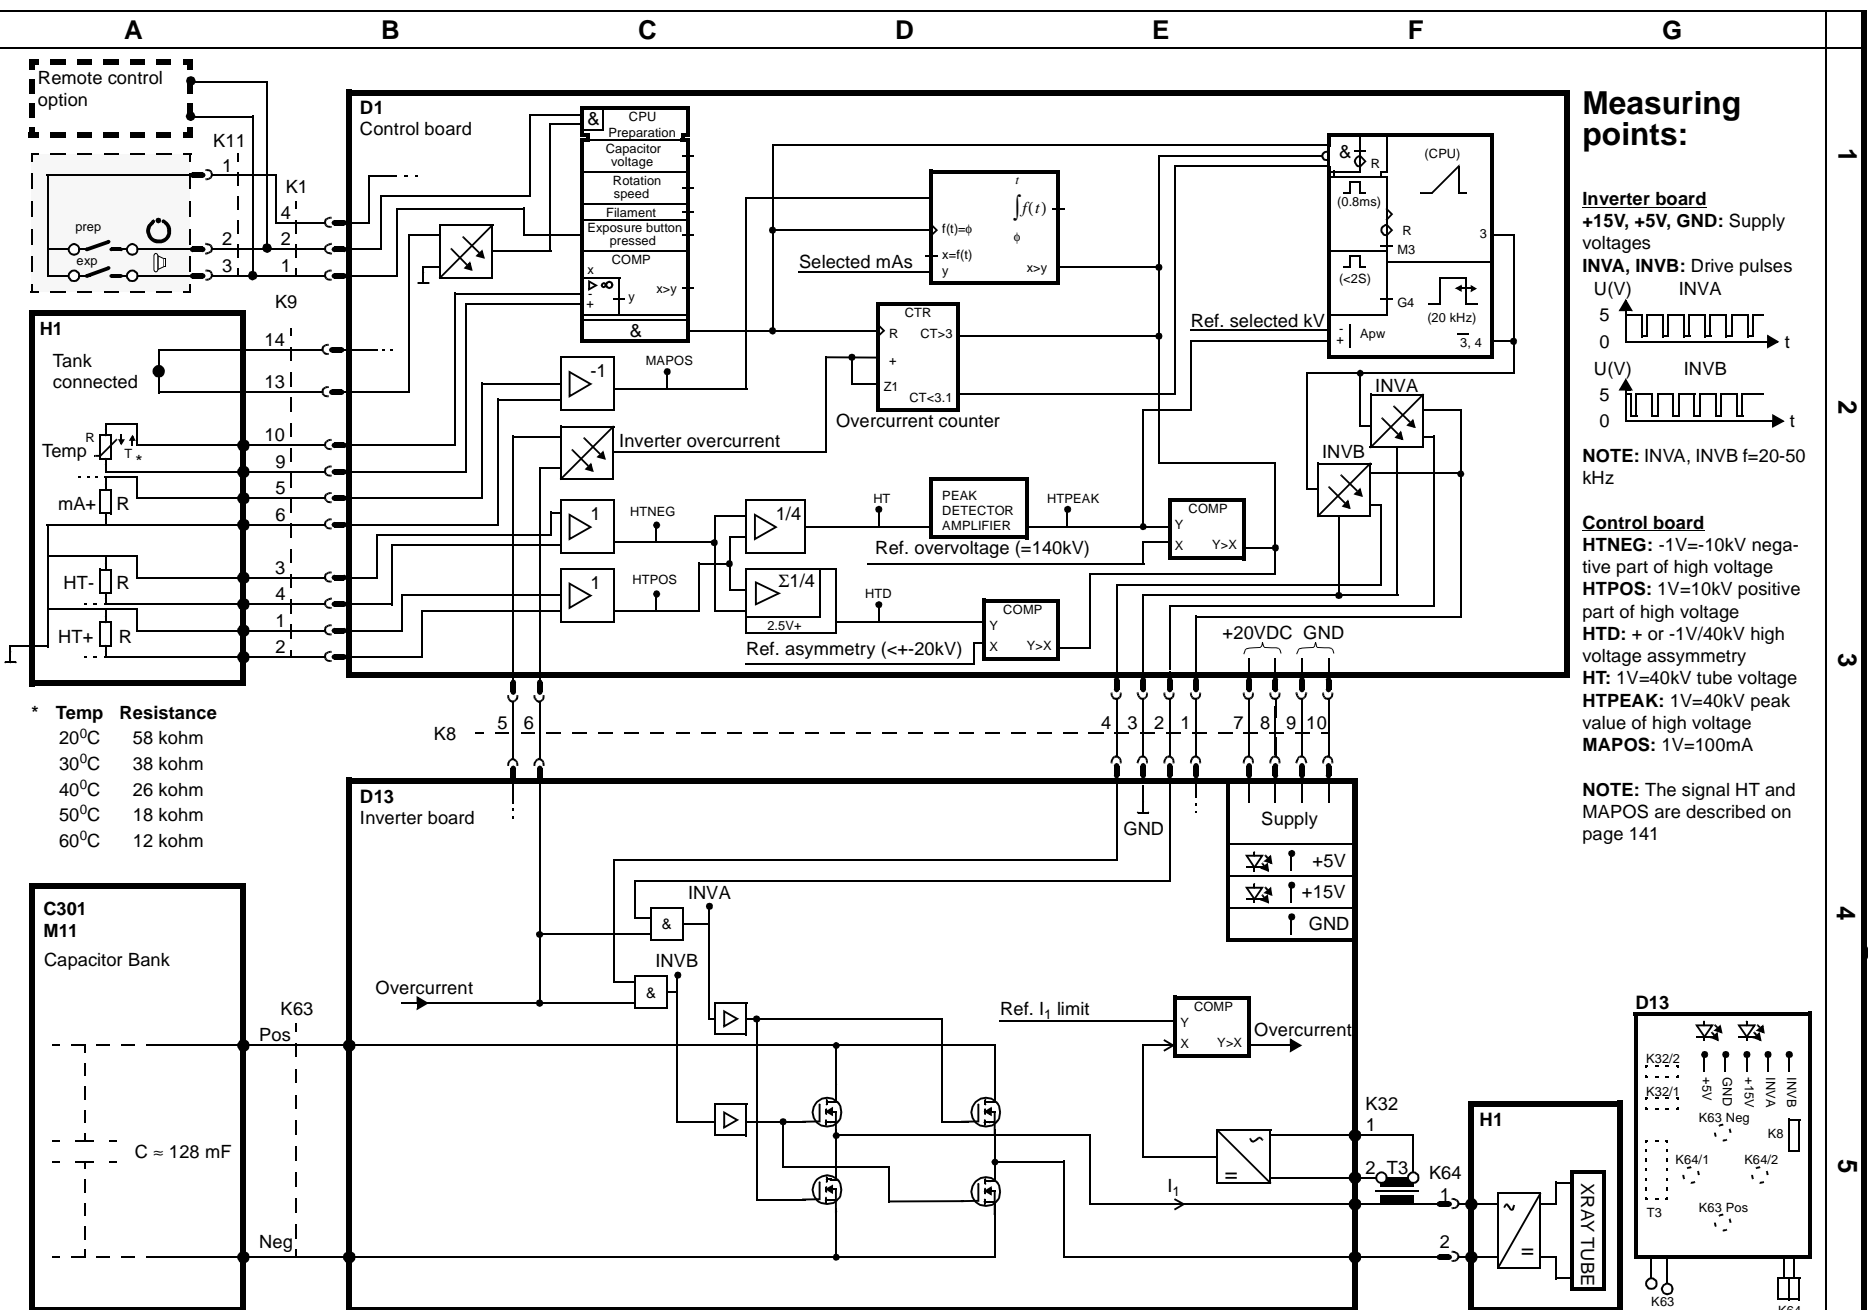 A B C D E F G
1
2
3
4
5
Remote control
option
K11
1
K1
4
prep
2 2
exp
3 1
K9
H1
Tank
connected
14
13
Temp
R
T *
10
9
mA+ R
5
6
HT- R
3
4
HT+ R
1
2
* Temp Resistance
20⁰C 58 kohm
30⁰C 38 kohm
40⁰C 26 kohm
50⁰C 18 kohm
60⁰C 12 kohm
D1
Control board
&
CPU
Preparation
Capacitor
voltage
Rotation
speed
Filament
Exposure button
pressed
COMP
x
▷ ∞
-
+
y
x>y
&
-1
MAPOS
Inverter overcurrent
1
HTNEG
1
HTPOS
1/4
Σ1/4
2.5V+
HT
PEAK
DETECTOR
AMPLIFIER
HTPEAK
Ref. overvoltage (=140kV)
COMP
Y
X Y>X
HTD
COMP
Y
X Y>X
Ref. asymmetry (<+-20kV)
Selected mAs
t
∫f(t)
f(t)=ϕ
ϕ
x=f(t)
y x>y
CTR
R CT>3
+
Z1
CT<3.1
Overcurrent counter
Ref. selected kV
&
R
(CPU)
(0.8ms)
R
M3
3
(<2S)
G4
(20 kHz)
-
+
Apw
3, 4
INVA
INVB
+20VDC GND
K8
5 6 4 3 2 1 7 8 9 10
D13
Inverter board
GND
Supply
+5V
+15V
GND
INVA
&
INVB
&
Overcurrent
Ref. I₁ limit
COMP
Y
X Y>X
Overcurrent
~
=
I₁
K32
1
2 T3
K64
1
2
H1
~
=
XRAY TUBE
C301
M11
Capacitor Bank
K63
Pos
C ≈ 128 mF
Neg
Measuring
points:
Inverter board
+15V, +5V, GND: Supply
voltages
INVA, INVB: Drive pulses
U(V) INVA
5
0 t
U(V) INVB
5
0 t
NOTE: INVA, INVB f=20-50
kHz
Control board
HTNEG: -1V=-10kV nega-
tive part of high voltage
HTPOS: 1V=10kV positive
part of high voltage
HTD: + or -1V/40kV high
voltage assymmetry
HT: 1V=40kV tube voltage
HTPEAK: 1V=40kV peak
value of high voltage
MAPOS: 1V=100mA
NOTE: The signal HT and
MAPOS are described on
page 141
D13
K32/2
K32/1
+5V
GND
+15V
INVA
INVB
K63 Neg
K8
K64/1 K64/2
T3
K63 Pos
K63
K64